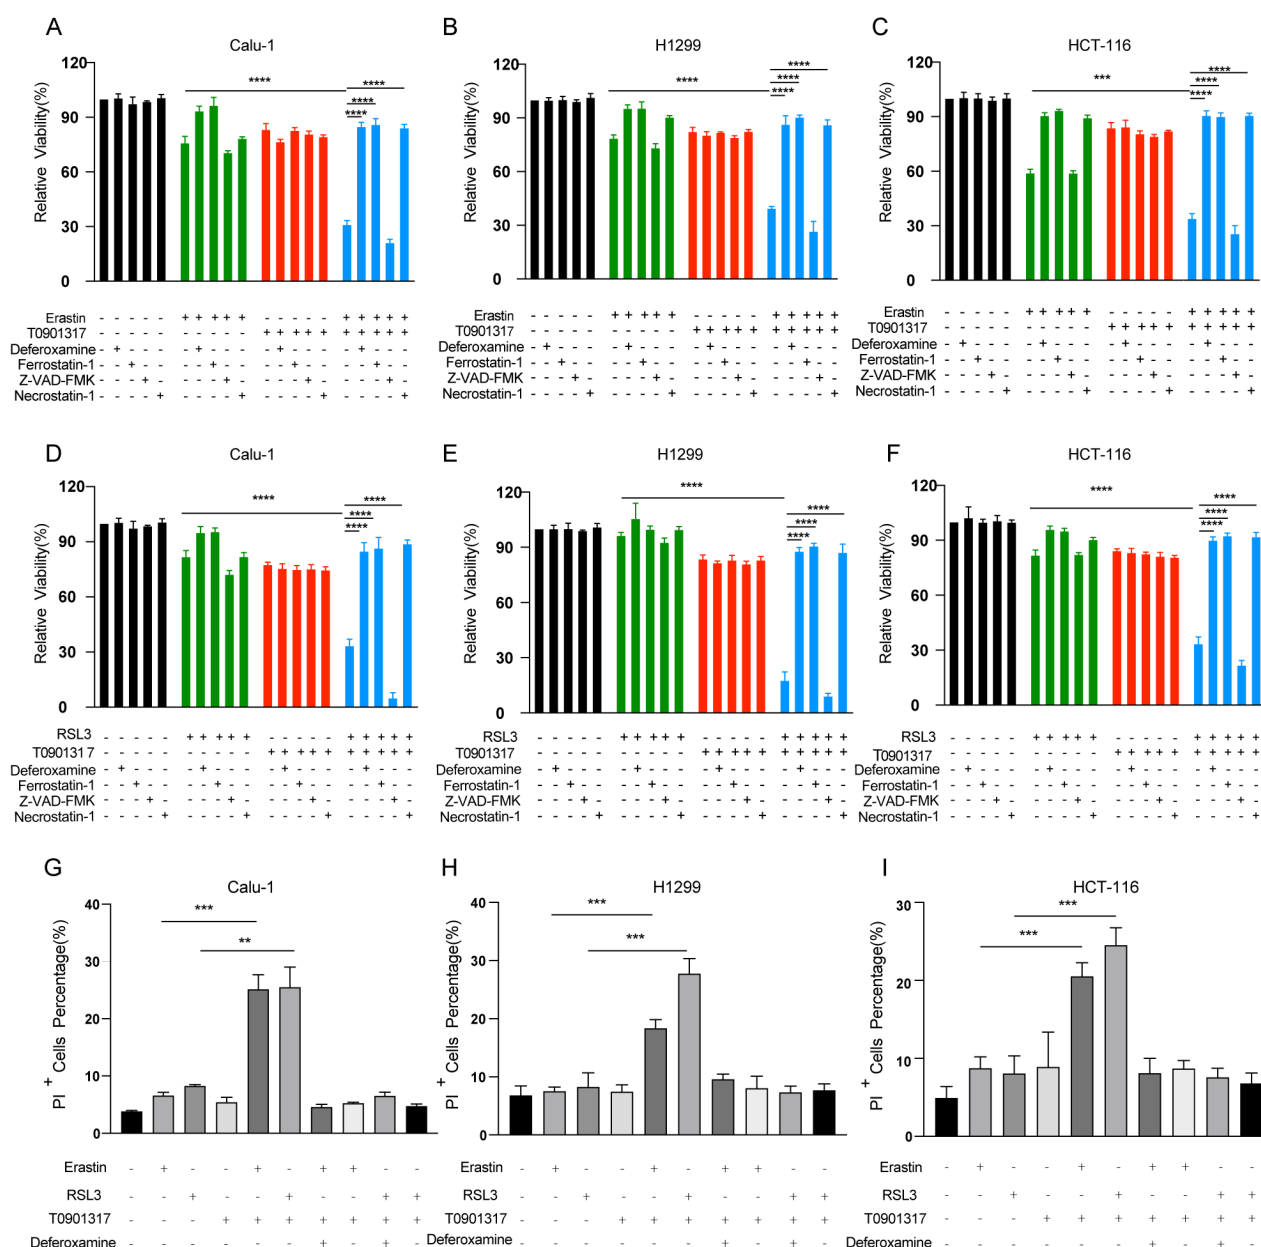 A
Calu-1
Relative Viability(%)
120
90
60
30
0
****
****
****
****
Erastin - - - - - + + + + + - - - - - + + + + +
T0901317 - - - - - - - - - - + + + + + + + + + +
Deferoxamine - + - - - - + - - - - + - - - - + - - -
Ferrostatin-1 - - + - - - - + - - - - + - - - - + - -
Z-VAD-FMK - - - + - - - - + - - - - + - - - - + -
Necrostatin-1 - - - - + - - - - + - - - - + - - - - +
B
H1299
Relative Viability(%)
120
90
60
30
0
****
****
****
****
Erastin - - - - - + + + + + - - - - - + + + + +
T0901317 - - - - - - - - - - + + + + + + + + + +
Deferoxamine - + - - - - + - - - - + - - - - + - - -
Ferrostatin-1 - - + - - - - + - - - - + - - - - + - -
Z-VAD-FMK - - - + - - - - + - - - - + - - - - + -
Necrostatin-1 - - - - + - - - - + - - - - + - - - - +
C
HCT-116
Relative Viability(%)
120
90
60
30
0
***
****
****
****
Erastin - - - - - + + + + + - - - - - + + + + +
T0901317 - - - - - - - - - - + + + + + + + + + +
Deferoxamine - + - - - - + - - - - + - - - - + - - -
Ferrostatin-1 - - + - - - - + - - - - + - - - - + - -
Z-VAD-FMK - - - + - - - - + - - - - + - - - - + -
Necrostatin-1 - - - - + - - - - + - - - - + - - - - +
D
Calu-1
Relative Viability(%)
120
90
60
30
0
****
****
****
****
RSL3 - - - - - + + + + + - - - - - + + + + +
T0901317 - - - - - - - - - - + + + + + + + + + +
Deferoxamine - + - - - - + - - - - + - - - - + - - -
Ferrostatin-1 - - + - - - - + - - - - + - - - - + - -
Z-VAD-FMK - - - + - - - - + - - - - + - - - - + -
Necrostatin-1 - - - - + - - - - + - - - - + - - - - +
E
H1299
Relative Viability(%)
120
90
60
30
0
****
****
****
****
RSL3 - - - - - + + + + + - - - - - + + + + +
T0901317 - - - - - - - - - - + + + + + + + + + +
Deferoxamine - + - - - - + - - - - + - - - - + - - -
Ferrostatin-1 - - + - - - - + - - - - + - - - - + - -
Z-VAD-FMK - - - + - - - - + - - - - + - - - - + -
Necrostatin-1 - - - - + - - - - + - - - - + - - - - +
F
HCT-116
Relative Viability(%)
120
90
60
30
0
****
****
****
****
RSL3 - - - - - + + + + + - - - - - + + + + +
T0901317 - - - - - - - - - - + + + + + + + + + +
Deferoxamine - + - - - - + - - - - + - - - - + - - -
Ferrostatin-1 - - + - - - - + - - - - + - - - - + - -
Z-VAD-FMK - - - + - - - - + - - - - + - - - - + -
Necrostatin-1 - - - - + - - - - + - - - - + - - - - +
G
Calu-1
PI+ Cells Percentage(%)
40
30
20
10
0
***
**
Erastin - + - - + - + + - -
RSL3 - - + - - + - - + +
T0901317 - - - + + + + + + +
Deferoxamine - - - - - - + - + -
H
H1299
PI+ Cells Percentage(%)
40
30
20
10
0
***
***
Erastin - + - - + - + + - -
RSL3 - - + - - + - - + +
T0901317 - - - + + + + + + +
Deferoxamine - - - - - - + - + -
I
HCT-116
PI+ Cells Percentage(%)
30
20
10
0
***
***
Erastin - + - - + - + + - -
RSL3 - - + - - + - - + +
T0901317 - - - + + + + + + +
Deferoxamine - - - - - - + - + -